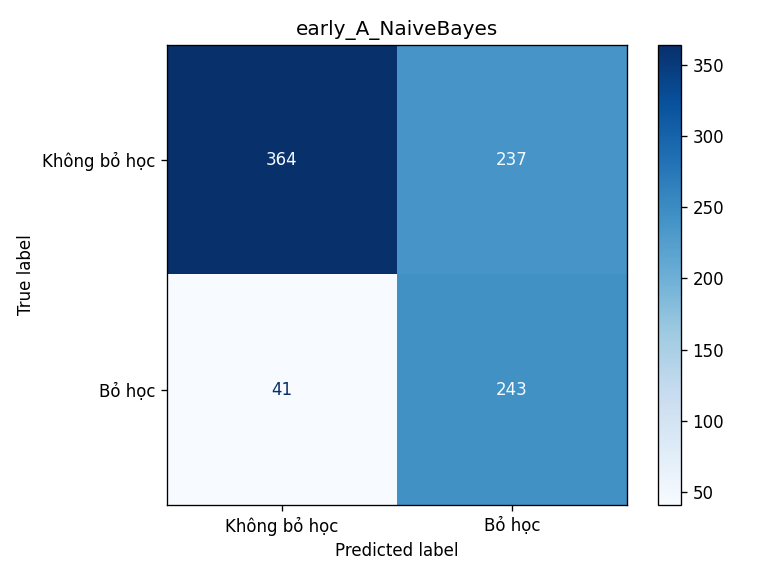 early_A_NaiveBayes
350
300
250
200
150
100
50
True label
Không bỏ học
364
237
Bỏ học
41
243
Không bỏ học
Bỏ học
Predicted label